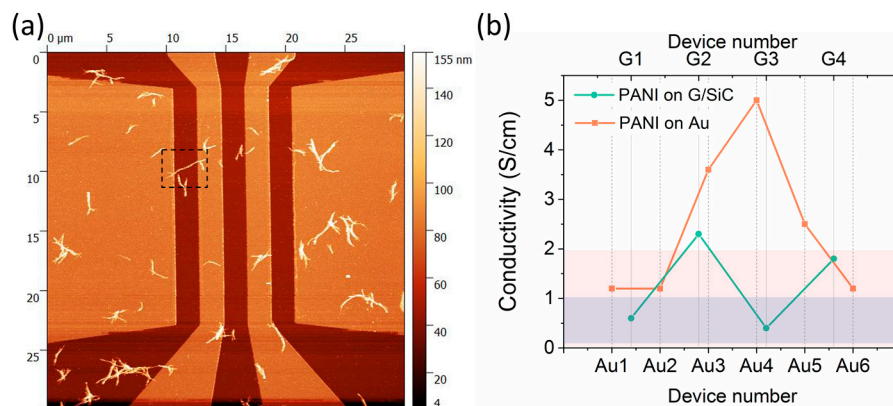 (a)
0 µm 5 10 15 20 25
0
5
10
15
20
25
155 nm
140
120
100
80
60
40
20
4
(b)
Device number
G1 G2 G3 G4
PANI on G/SiC
PANI on Au
Conductivity (S/cm)
5
4
3
2
1
0
Au1 Au2 Au3 Au4 Au5 Au6
Device number